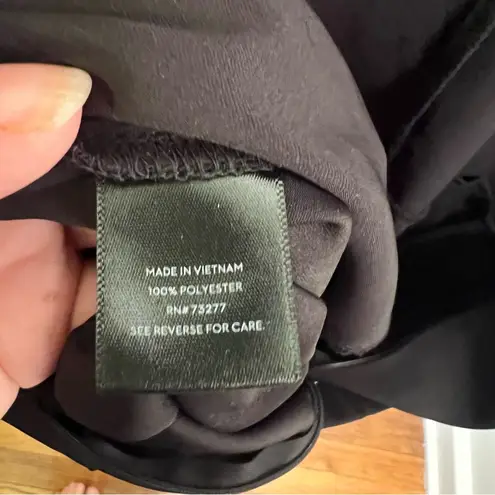 MADE IN VIETNAM
100% POLYESTER
RN# 73277
SEE REVERSE FOR CARE.